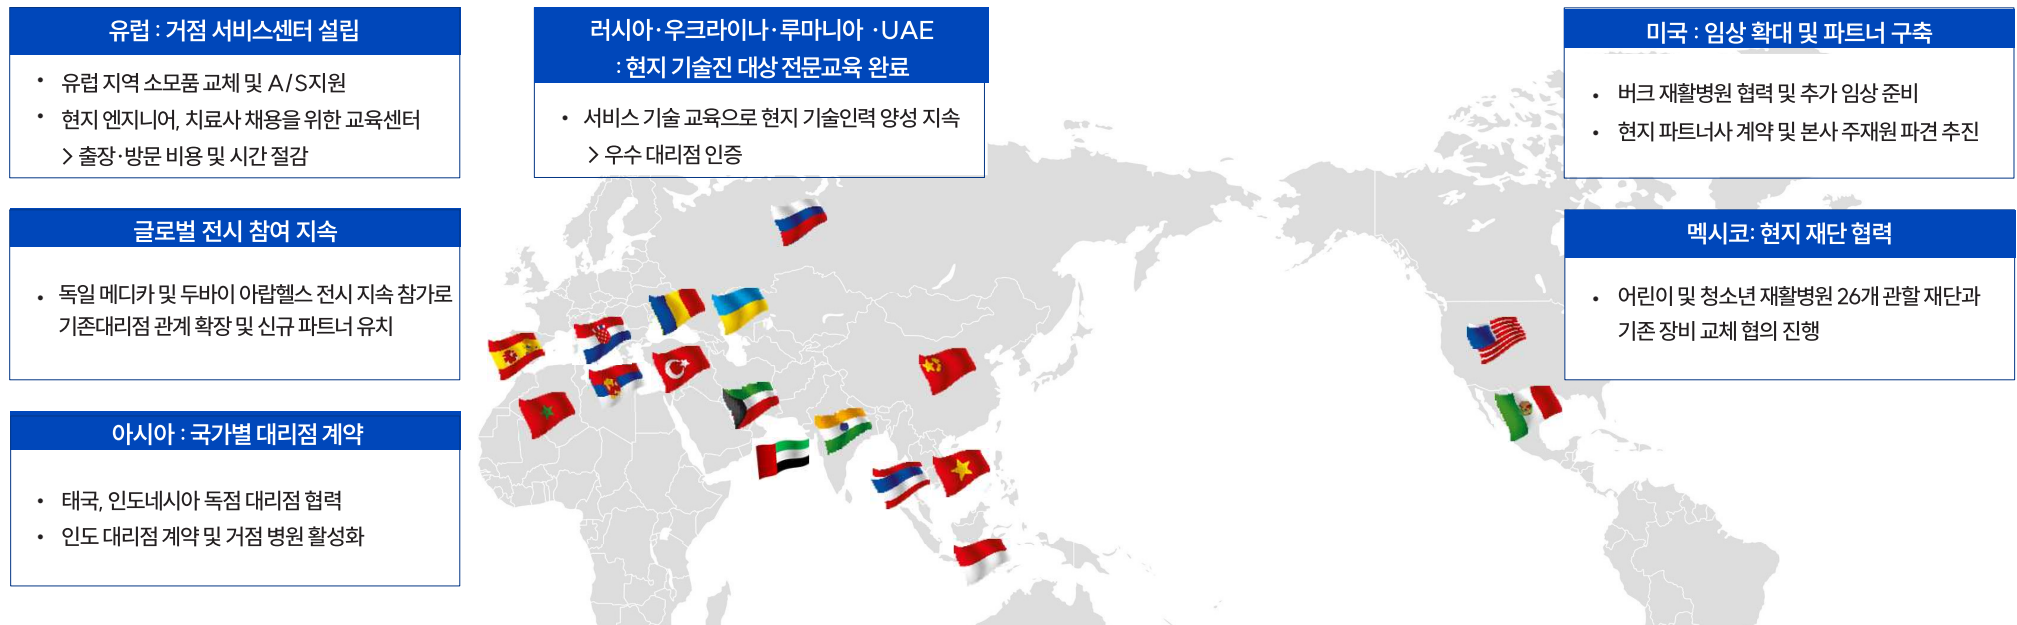 유럽 : 거점 서비스센터 설립
• 유럽 지역 소모품 교체 및 A/S지원
• 현지 엔지니어, 치료사 채용을 위한 교육센터
> 출장·방문 비용 및 시간 절감
글로벌 전시 참여 지속
• 독일 메디카 및 두바이 아랍헬스 전시 지속 참가로
기존대리점 관계 확장 및 신규 파트너 유치
아시아 : 국가별 대리점 계약
• 태국, 인도네시아 독점 대리점 협력
• 인도 대리점 계약 및 거점 병원 활성화
러시아·우크라이나·루마니아 ·UAE
: 현지 기술진 대상 전문교육 완료
• 서비스 기술 교육으로 현지 기술인력 양성 지속
> 우수 대리점 인증
미국 : 임상 확대 및 파트너 구축
• 버크 재활병원 협력 및 추가 임상 준비
• 현지 파트너사 계약 및 본사 주재원 파견 추진
멕시코: 현지 재단 협력
• 어린이 및 청소년 재활병원 26개 관할 재단과
기존 장비 교체 협의 진행